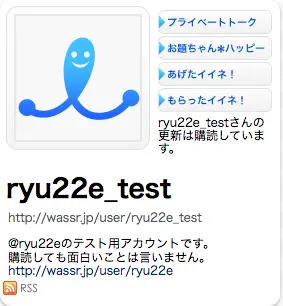 プライベートトーク
お題ちゃん＊ハッピー
あげたイイネ！
もらったイイネ！
ryu22e_testさんの
更新は購読していま
す。
ryu22e_test
http://wassr.jp/user/ryu22e_test
@ryu22eのテスト用アカウントです。
購読しても面白いことは言いません。
http://wassr.jp/user/ryu22e
RSS